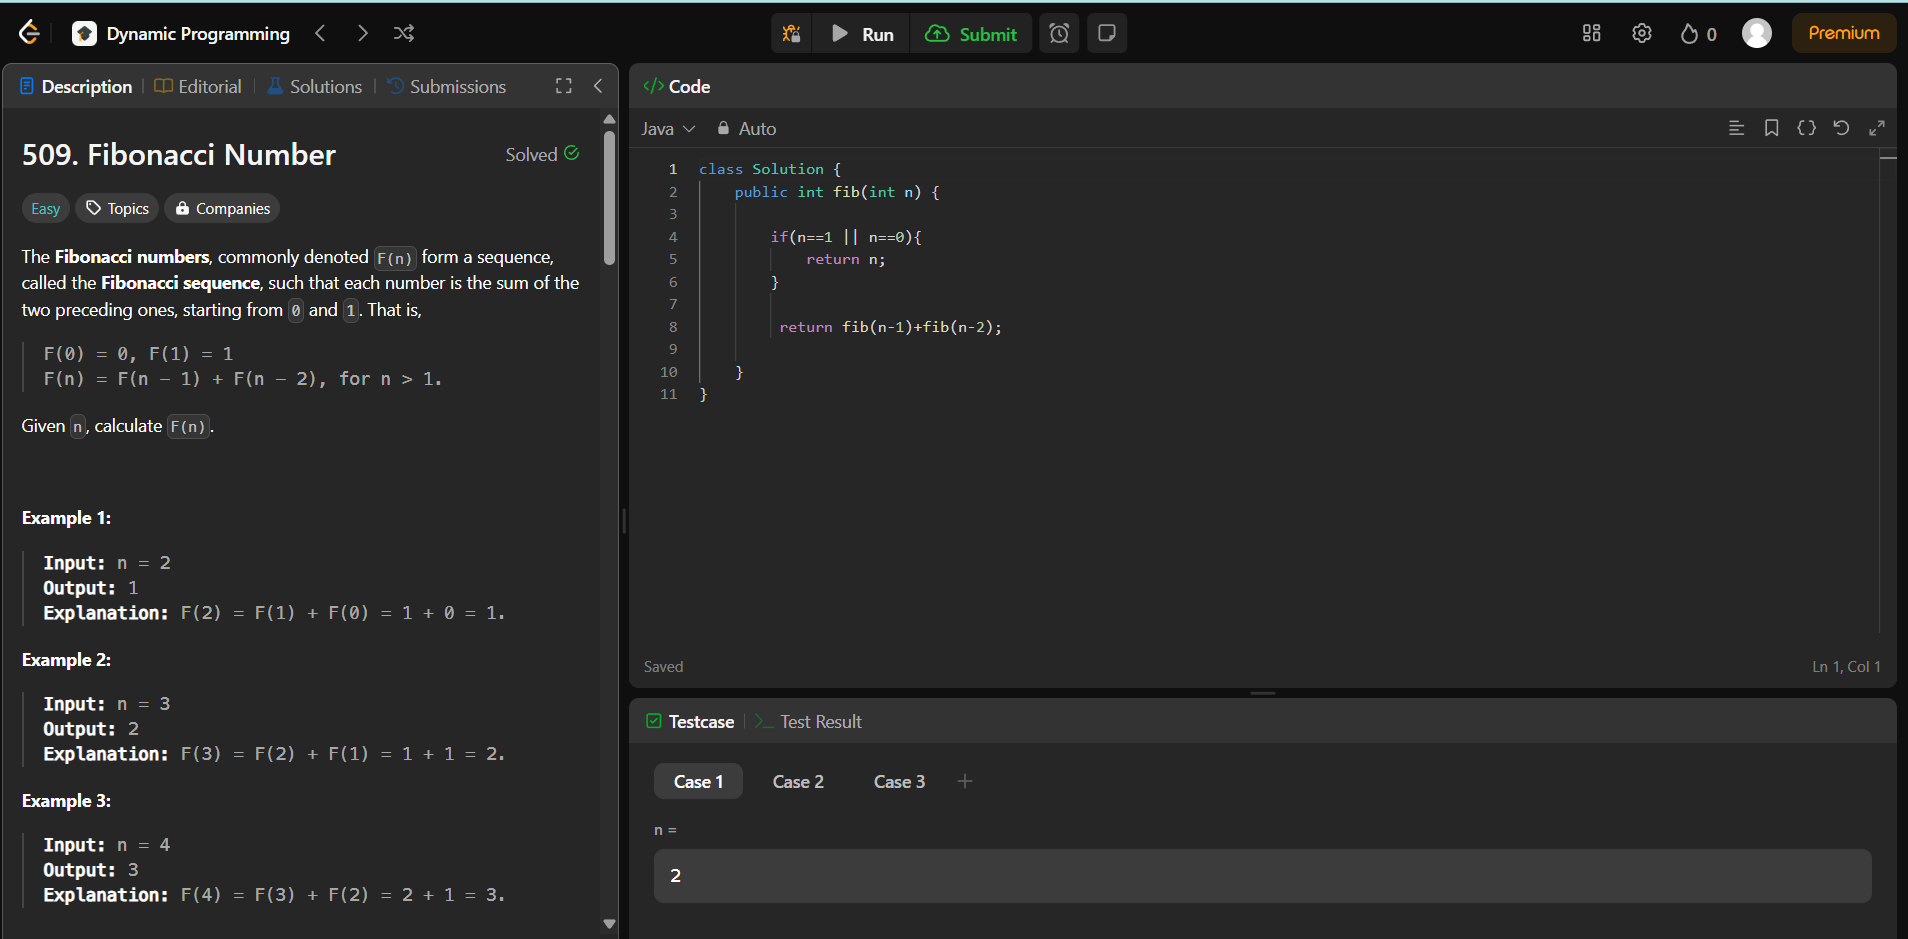 Dynamic Programming
Run
Submit
0
Premium
Description
Editorial
Solutions
Submissions
509. Fibonacci Number
Solved
Easy
Topics
Companies
The Fibonacci numbers, commonly denoted F(n) form a sequence,
called the Fibonacci sequence, such that each number is the sum of the
two preceding ones, starting from 0 and 1. That is,
F(0) = 0, F(1) = 1
F(n) = F(n - 1) + F(n - 2), for n > 1.
Given n, calculate F(n).
Example 1:
Input: n = 2
Output: 1
Explanation: F(2) = F(1) + F(0) = 1 + 0 = 1.
Example 2:
Input: n = 3
Output: 2
Explanation: F(3) = F(2) + F(1) = 1 + 1 = 2.
Example 3:
Input: n = 4
Output: 3
Explanation: F(4) = F(3) + F(2) = 2 + 1 = 3.
</> Code
Java
Auto
1 class Solution {
2 public int fib(int n) {
3
4 if(n==1 || n==0){
5 return n;
6 }
7
8 return fib(n-1)+fib(n-2);
9
10 }
11 }
Saved
Ln 1, Col 1
Testcase
Test Result
Case 1
Case 2
Case 3
n =
2